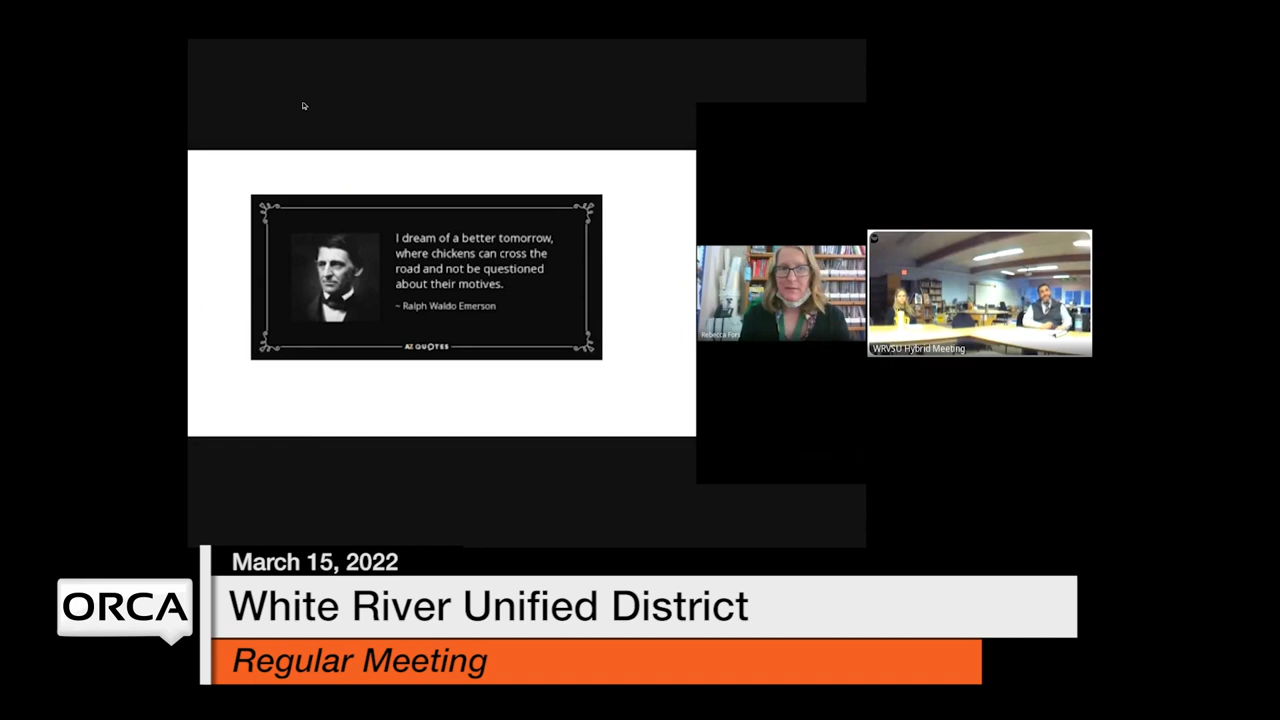 I dream of a better tomorrow,
where chickens can cross the
road and not be questioned
about their motives.
~ Ralph Waldo Emerson
AZ QUOTES
Rebecca
WRVSU Hybrid Meeting
March 15, 2022
ORCA
White River Unified District
Regular Meeting